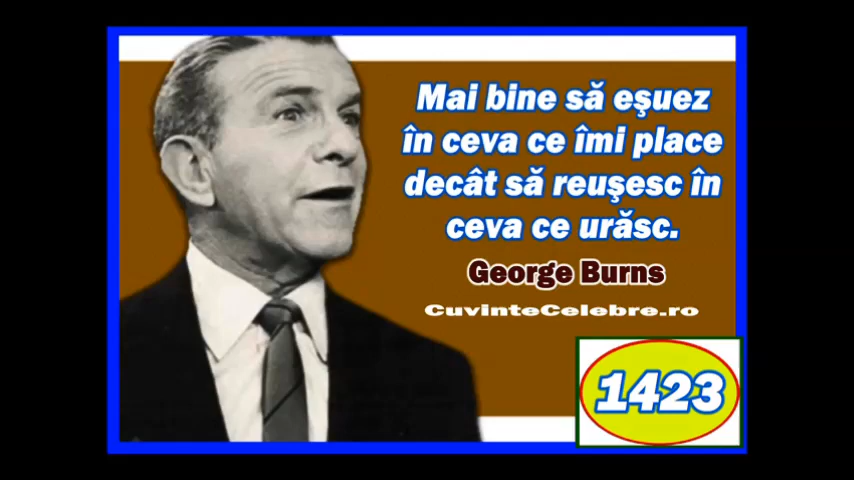 Mai bine să eşuez
în ceva ce îmi place
decât să reuşesc în
ceva ce urăsc.
George Burns
CuvinteCelebre.ro
1423